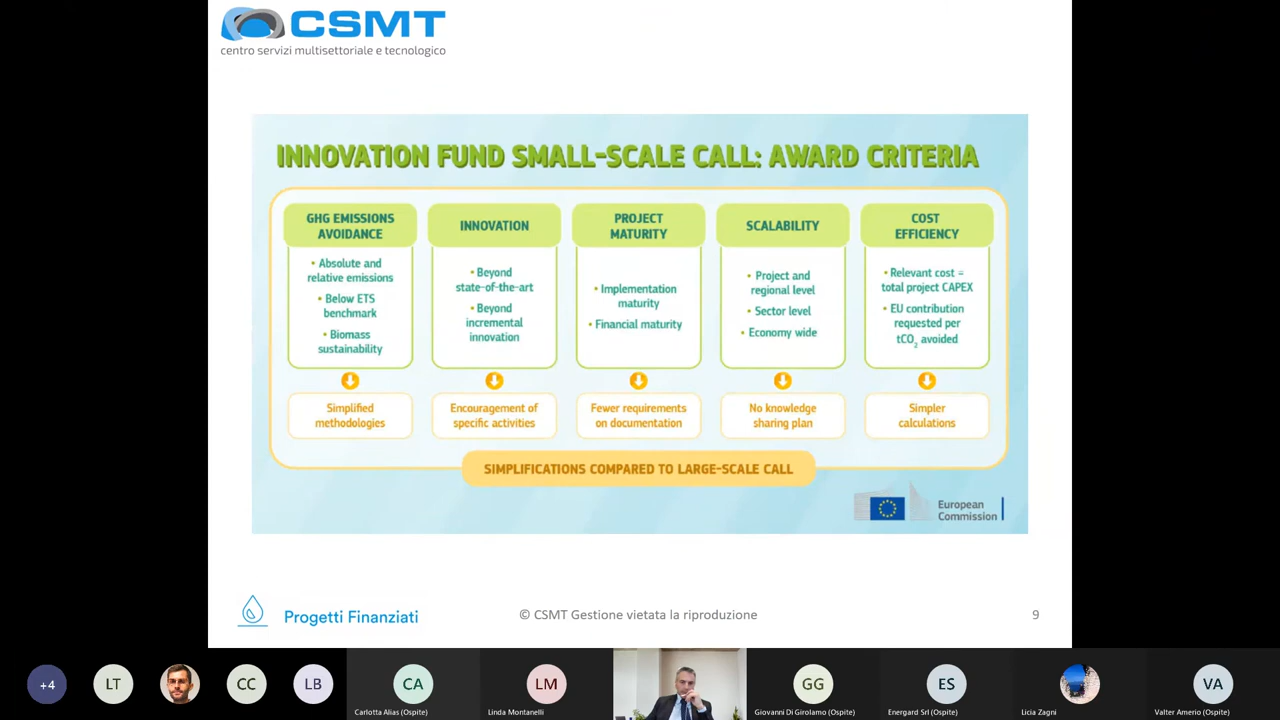 CSMT
centro servizi multisettoriale e tecnologico
INNOVATION FUND SMALL-SCALE CALL: AWARD CRITERIA
GHG EMISSIONS
AVOIDANCE
• Absolute and
relative emissions
• Below ETS
benchmark
• Biomass
sustainability
Simplified
methodologies
INNOVATION
• Beyond
state-of-the-art
• Beyond
incremental
innovation
Encouragement of
specific activities
PROJECT
MATURITY
• Implementation
maturity
• Financial maturity
Fewer requirements
on documentation
SCALABILITY
• Project and
regional level
• Sector level
• Economy wide
No knowledge
sharing plan
COST
EFFICIENCY
• Relevant cost =
total project CAPEX
• EU contribution
requested per
tCO₂ avoided
Simpler
calculations
SIMPLIFICATIONS COMPARED TO LARGE-SCALE CALL
European
Commission
Progetti Finanziati
© CSMT Gestione vietata la riproduzione
9
+4
LT
CC
LB
CA
Carlotta Alias (Ospite)
LM
Linda Montanelli
GG
Giovanni Di Girolamo (Ospite)
ES
Energard Srl (Ospite)
Licia Zagni
VA
Valter Amerio (Ospite)